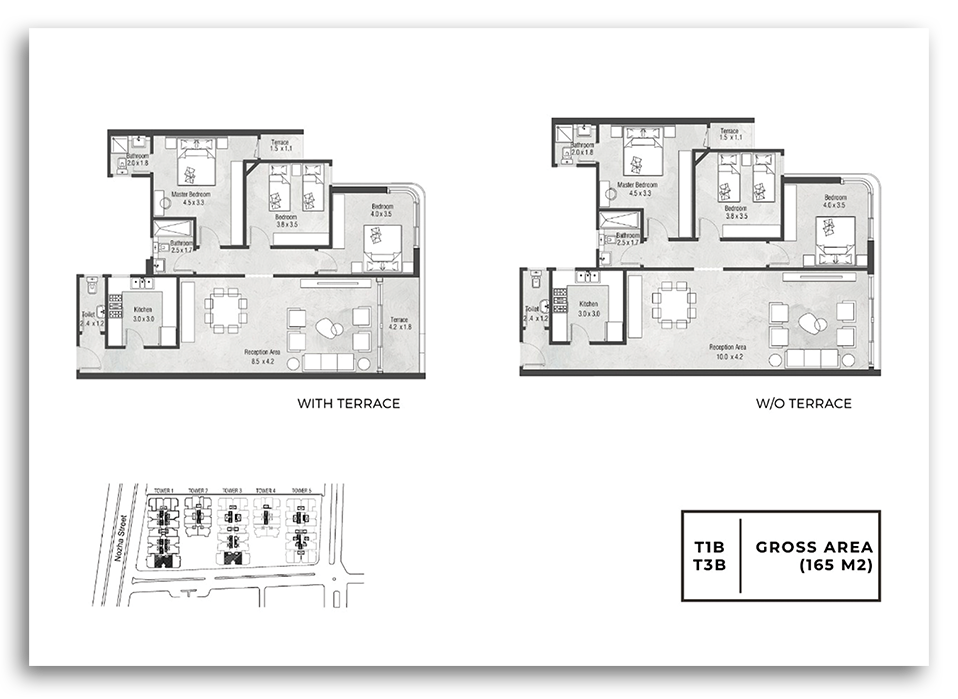 Bathroom
2.0 x 1.8
Terrace
1.5 x 1.1
Master Bedroom
4.5 x 3.3
Bedroom
3.8 x 3.5
Bedroom
4.0 x 3.5
Bathroom
2.5 x 1.7
Toilet
2.4 x 1.2
Kitchen
3.0 x 3.0
Terrace
4.2 x 1.8
Reception Area
8.5 x 4.2
WITH TERRACE
Bathroom
2.0 x 1.8
Terrace
1.5 x 1.1
Master Bedroom
4.5 x 3.3
Bedroom
3.8 x 3.5
Bedroom
4.0 x 3.5
Bathroom
2.5 x 1.7
Toilet
2.4 x 1.2
Kitchen
3.0 x 3.0
Reception Area
10.0 x 4.2
W/O TERRACE
TOWER 1 TOWER 2 TOWER 3 TOWER 4 TOWER 5
Nozha Street
T1B
T3B
GROSS AREA
(165 M2)